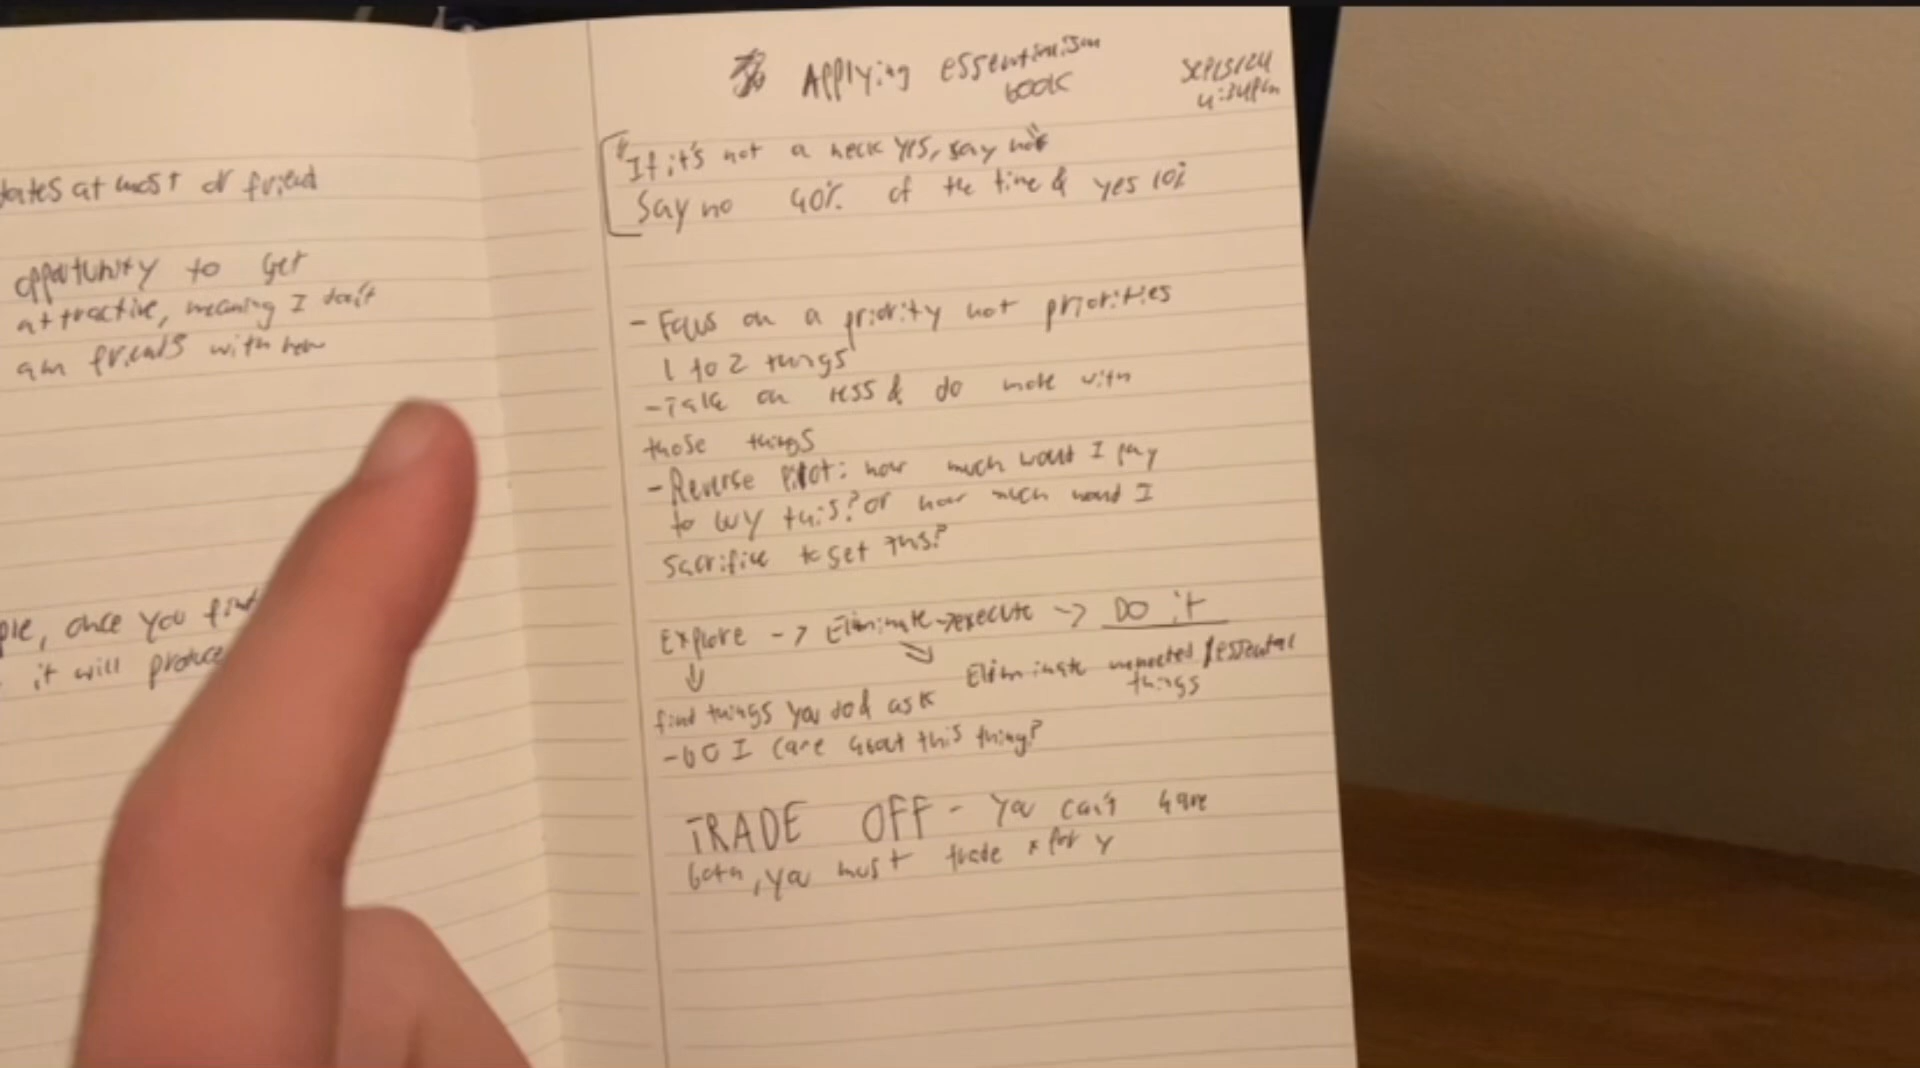 dates at most or friend
opportunity to get
attractive, meaning I don't
am friends with her
ple, once you find
it will produce
Applying essentialism
book
"If it's not a heck yes, say no"
Say no 90% of the time & yes 10%
- Focus on a priority not priorities
1 to 2 things
- Take on less & do more with
those things
- Reverse Pilot: how much would I pay
to buy this? or how much would I
sacrifice to get this?
Explore -> Eliminate -> execute -> DO it
Eliminate essental
things
find things you do & ask
- DO I care about this thing?
TRADE OFF - You can't have
both, you must trade x for y